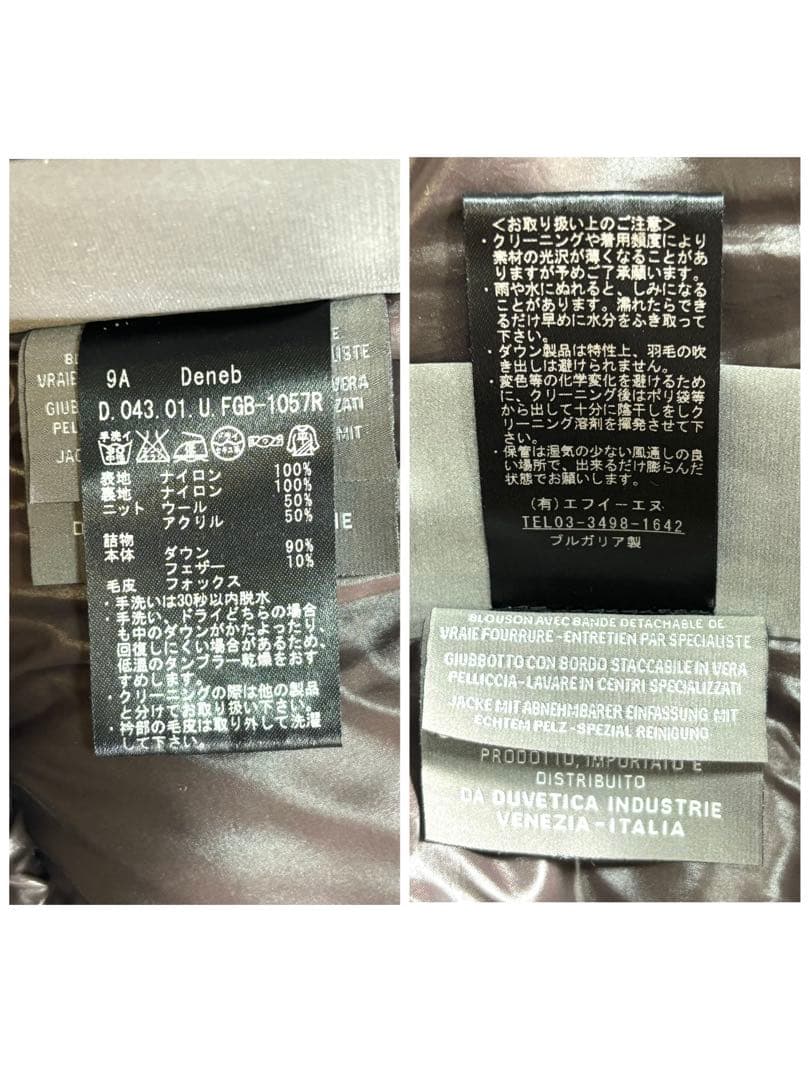 9A Deneb
D.043.01.U FGB-1057R
手洗イ
ドライ
セキユ系
表地 ナイロン 100%
裏地 ナイロン 100%
ニット ウール 50%
アクリル 50%
詰物
本体 ダウン 90%
フェザー 10%
毛皮 フォックス
・手洗いは30秒以内脱水
・手洗い、ドライどちらの場合
も中のダウンがかたよったり、
回復しにくい場合があるため、
低温のタンブラー乾燥をおす
すめします。
・クリーニングの際は他の製品
と分けてお取り扱い下さい。
・衿部の毛皮は取り外して洗濯
して下さい。
VRAIE
GIUB
PELL
JAC
ISTE
VERA
ZATI
MIT
NE
<お取り扱い上のご注意>
・クリーニングや着用頻度により
素材の光沢が薄くなることがあ
りますが予めご了承願います。
・雨や水にぬれると、しみになる
ことがあります。濡れたらでき
るだけ早めに水分をふき取って
下さい。
・ダウン製品は特性上、羽毛の吹
き出しは避けられません。
・変色等の化学変化を避けるため
に、クリーニング後はポリ袋等
から出して十分に陰干しをしク
リーニング溶剤を揮発させて下
さい。
・保管は湿気の少ない風通しの良
い場所で、出来るだけ膨らんだ
状態でお願いします。
(有)エフイーエヌ
TEL03-3498-1642
ブルガリア製
BLOUSON AVEC BANDE DETACHABLE DE
VRAIE FOURRURE - ENTRETIEN PAR SPECIALISTE
GIUBBOTTO CON BORDO STACCABILE IN VERA
PELLICCIA - LAVARE IN CENTRI SPECIALIZZATI
JACKE MIT ABNEHMBARER EINFASSUNG MIT
ECHTEM PELZ - SPEZIAL REINIGUNG
PRODOTTO, IMPORTATO E
DISTRIBUITO
DA DUVETICA INDUSTRIE
VENEZIA-ITALIA